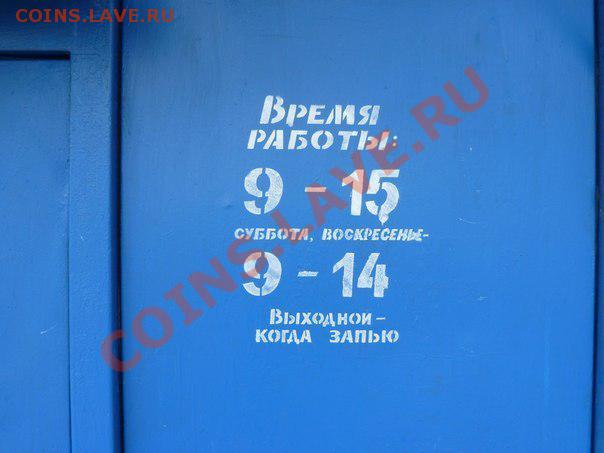 COINS.LAVE.RU
ВРЕМЯ
РАБОТЫ:
9 - 15
СУББОТА, ВОСКРЕСЕНЬЕ-
9 - 14
ВЫХОДНОЙ -
КОГДА ЗАПЬЮ
COINS.LAVE.RU